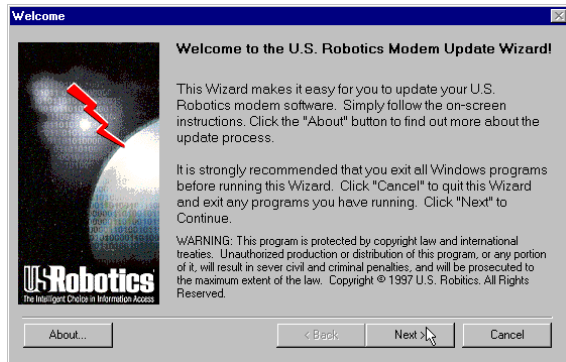 Welcome
Welcome to the U.S. Robotics Modem Update Wizard!
This Wizard makes it easy for you to update your U.S.
Robotics modem software. Simply follow the on-screen
instructions. Click the "About" button to find out more about the
update process.
It is strongly recommended that you exit all Windows programs
before running this Wizard. Click "Cancel" to quit this Wizard
and exit any programs you have running. Click "Next" to
Continue.
WARNING: This program is protected by copyright law and international
treaties. Unauthorized production or distribution of this program, or any portion
of it, will result in sever civil and criminal penalties, and will be prosecuted to
the maximum extent of the law. Copyright © 1997 U.S. Robitics. All Rights
Reserved.
USRobotics
The Intelligent Choice in Information Access
About...
< Back
Next >
Cancel